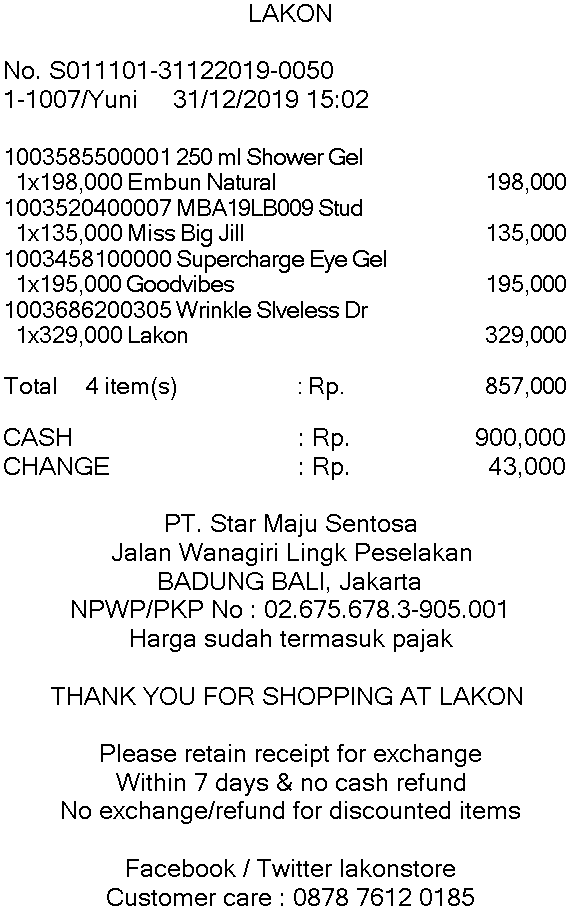 LAKON
No. S011101-31122019-0050
1-1007/Yuni 31/12/2019 15:02
1003585500001 250 ml Shower Gel
1x198,000 Embun Natural 198,000
1003520400007 MBA19LB009 Stud
1x135,000 Miss Big Jill 135,000
1003458100000 Supercharge Eye Gel
1x195,000 Goodvibes 195,000
1003686200305 Wrinkle Slveless Dr
1x329,000 Lakon 329,000
Total 4 item(s) : Rp. 857,000
CASH : Rp. 900,000
CHANGE : Rp. 43,000
PT. Star Maju Sentosa
Jalan Wanagiri Lingk Peselakan
BADUNG BALI, Jakarta
NPWP/PKP No : 02.675.678.3-905.001
Harga sudah termasuk pajak
THANK YOU FOR SHOPPING AT LAKON
Please retain receipt for exchange
Within 7 days & no cash refund
No exchange/refund for discounted items
Facebook / Twitter lakonstore
Customer care : 0878 7612 0185